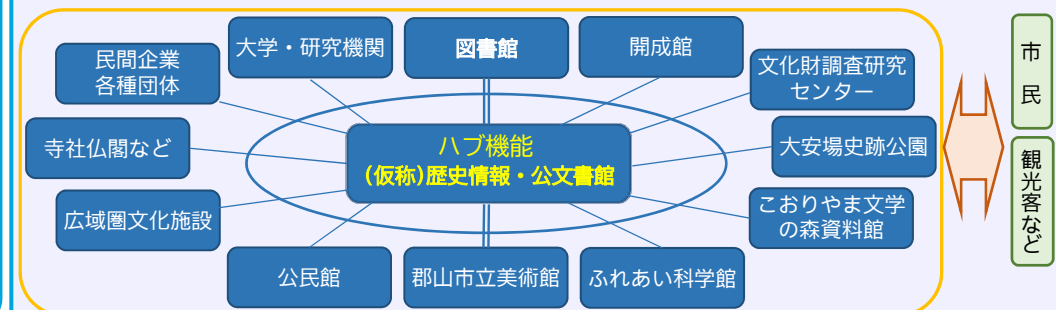 民間企業
各種団体
大学・研究機関
図書館
開成館
文化財調査研究
センター
寺社仏閣など
ハブ機能
(仮称)歴史情報・公文書館
大安場史跡公園
広域圏文化施設
こおりやま文学
の森資料館
公民館
郡山市立美術館
ふれあい科学館
市民
観光客など